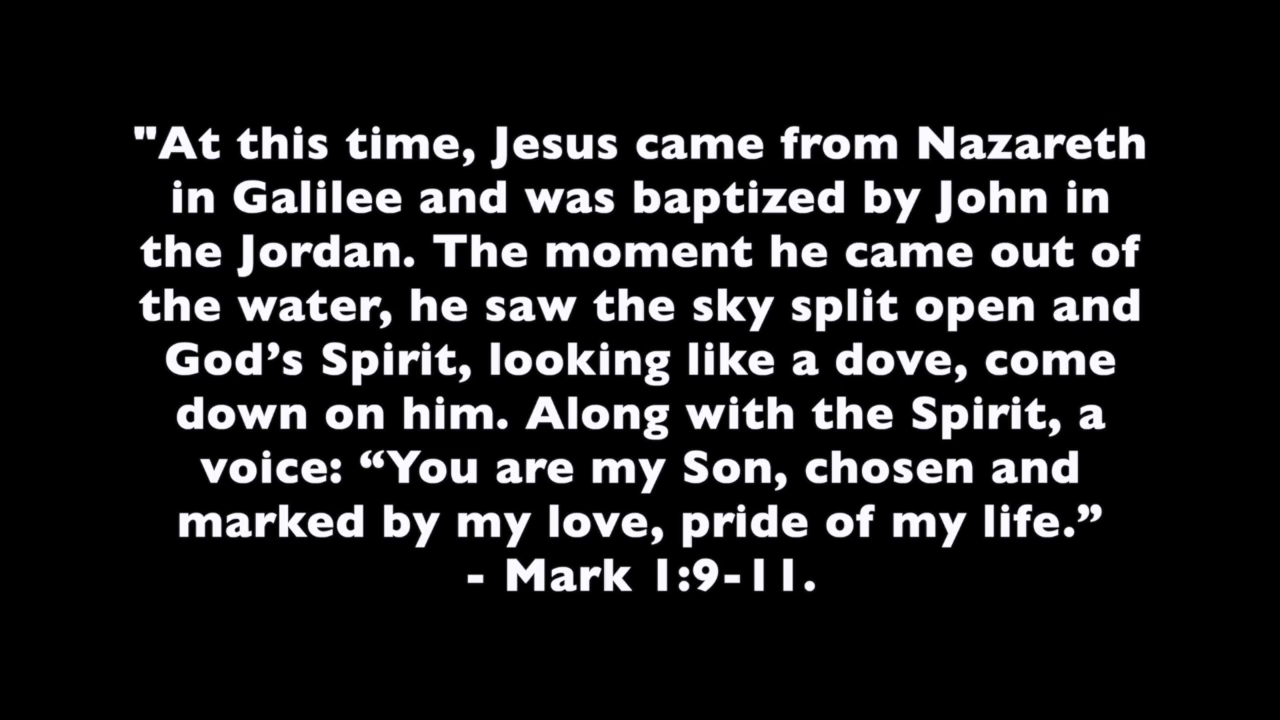 "At this time, Jesus came from Nazareth
in Galilee and was baptized by John in
the Jordan. The moment he came out of
the water, he saw the sky split open and
God’s Spirit, looking like a dove, come
down on him. Along with the Spirit, a
voice: “You are my Son, chosen and
marked by my love, pride of my life.”
- Mark 1:9-11.